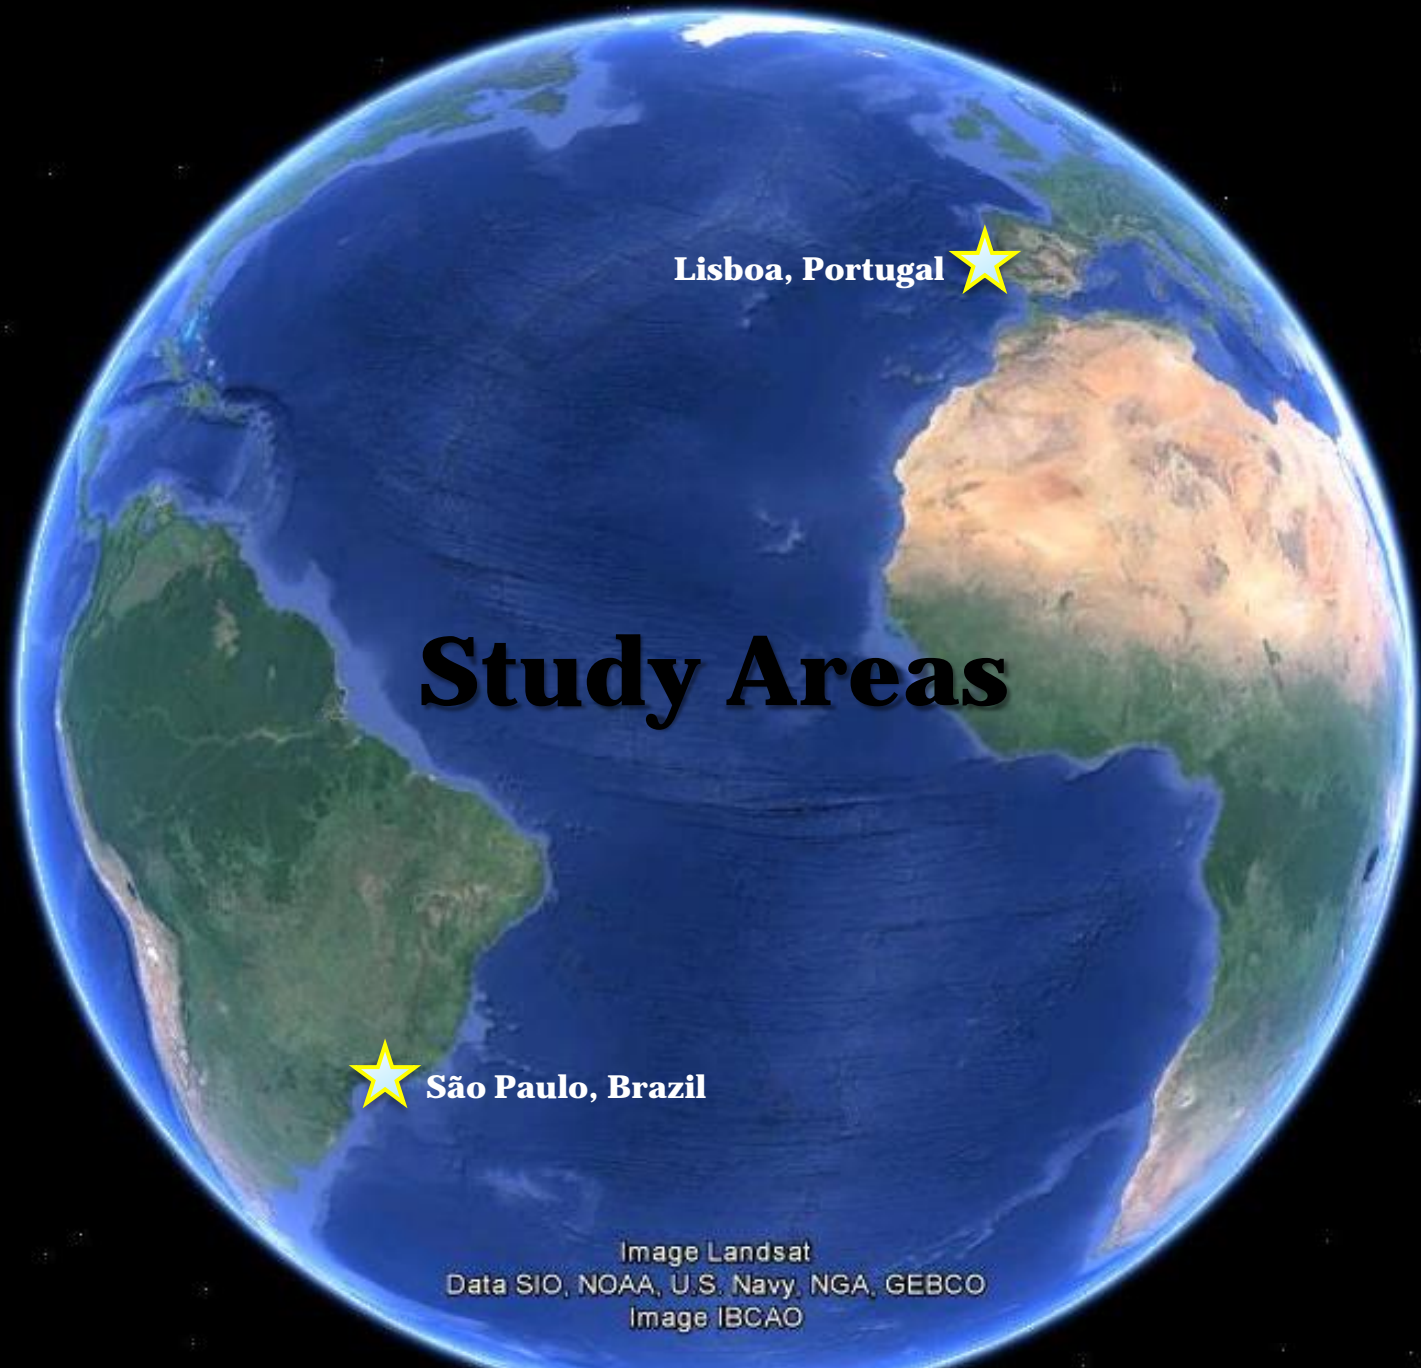 Lisboa, Portugal
Study Areas
São Paulo, Brazil
Image Landsat
Data SIO, NOAA, U.S. Navy, NGA, GEBCO
Image IBCAO